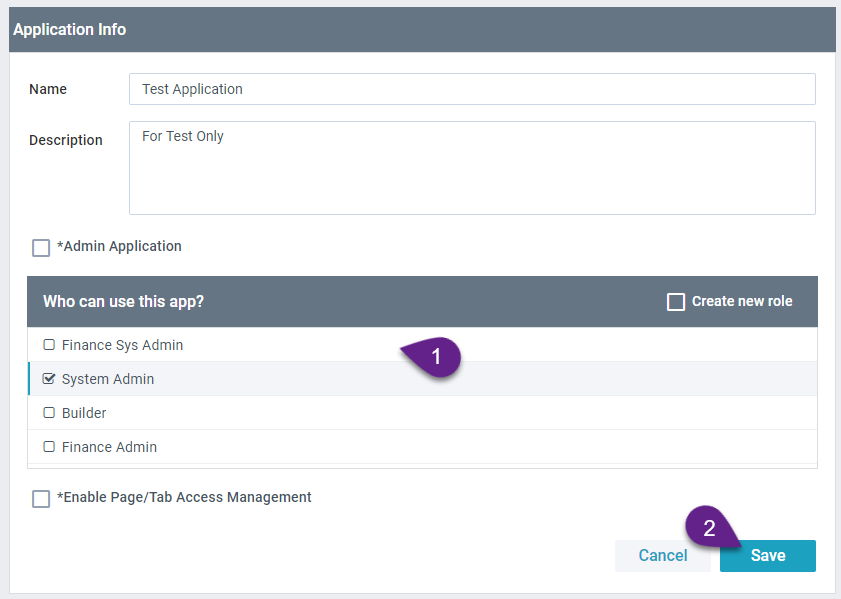 Application Info
Name
Test Application
Description
For Test Only
*Admin Application
Who can use this app?
Create new role
Finance Sys Admin
1
System Admin
Builder
Finance Admin
*Enable Page/Tab Access Management
2
Cancel
Save